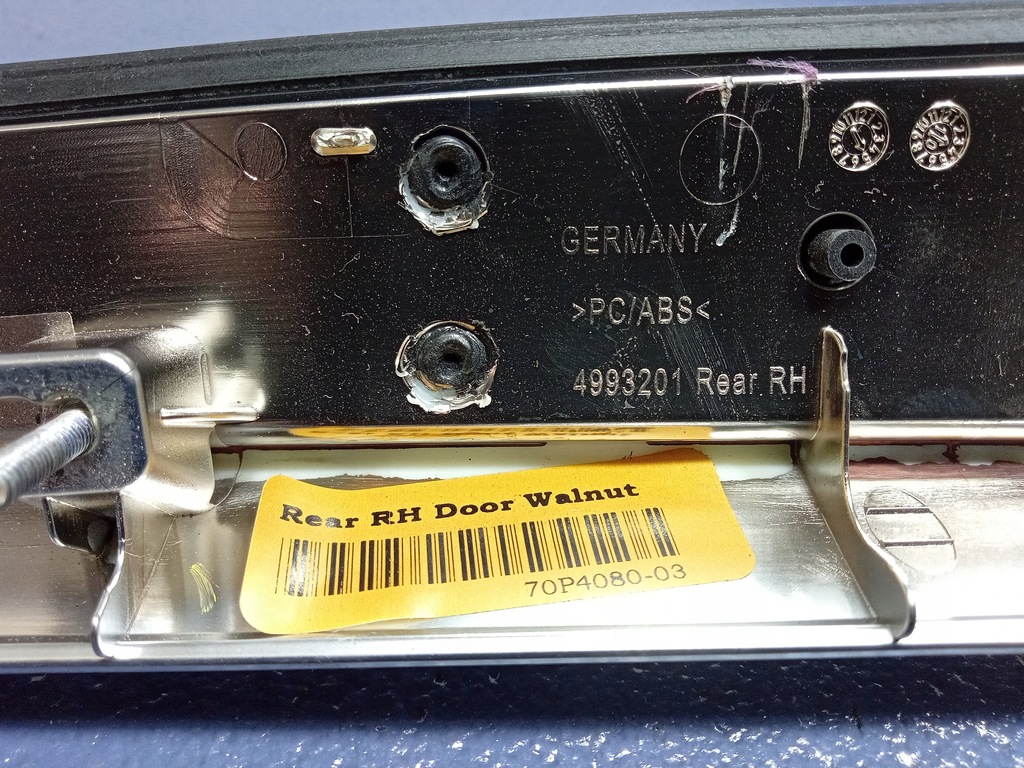 GERMANY
>PC/ABS<
4993201 Rear RH
Rear RH Door Walnut
70P4080-03